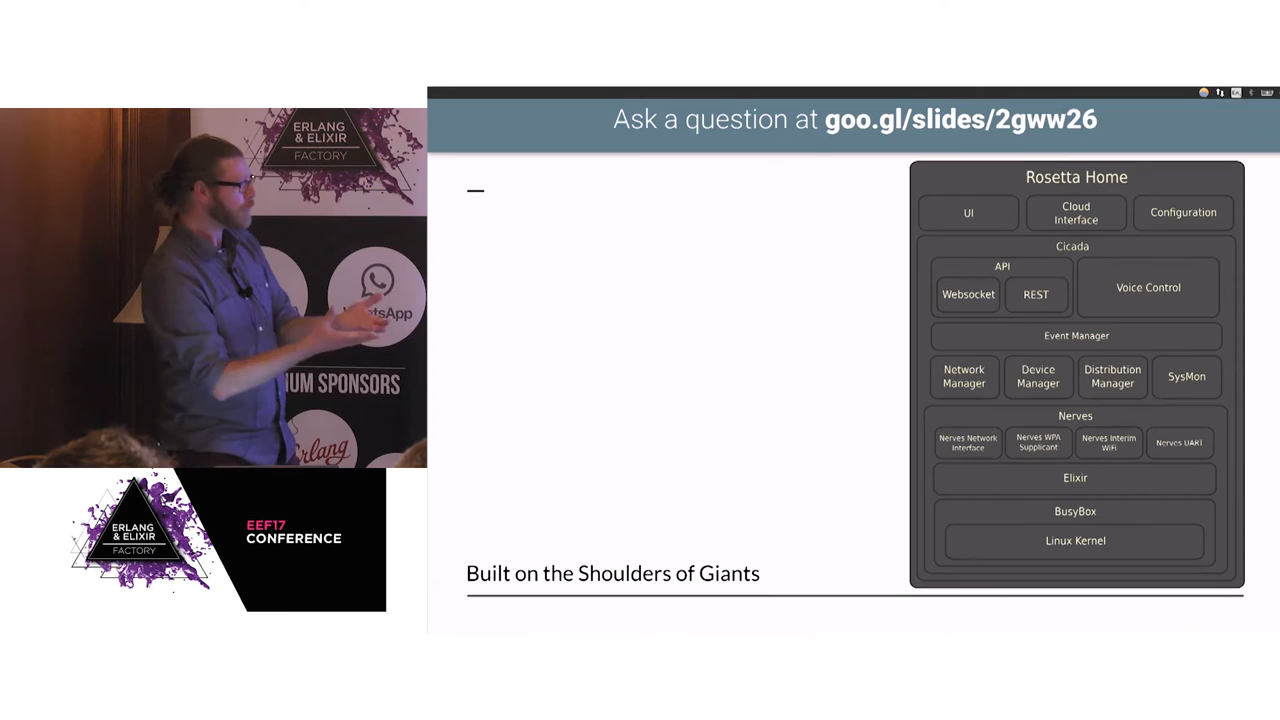 ERLANG
& ELIXIR
FACTORY
WhatsApp
UM SPONSORS
Erlang
ERLANG
& ELIXIR
FACTORY
EEF17
CONFERENCE
Ask a question at goo.gl/slides/2gww26
Rosetta Home
UI
Cloud
Interface
Configuration
Cicada
API
Websocket
REST
Voice Control
Event Manager
Network
Manager
Device
Manager
Distribution
Manager
SysMon
Nerves
Nerves Network
Interface
Nerves WPA
Supplicant
Nerves Interim
WiFi
Nerves UART
Elixir
BusyBox
Linux Kernel
Built on the Shoulders of Giants